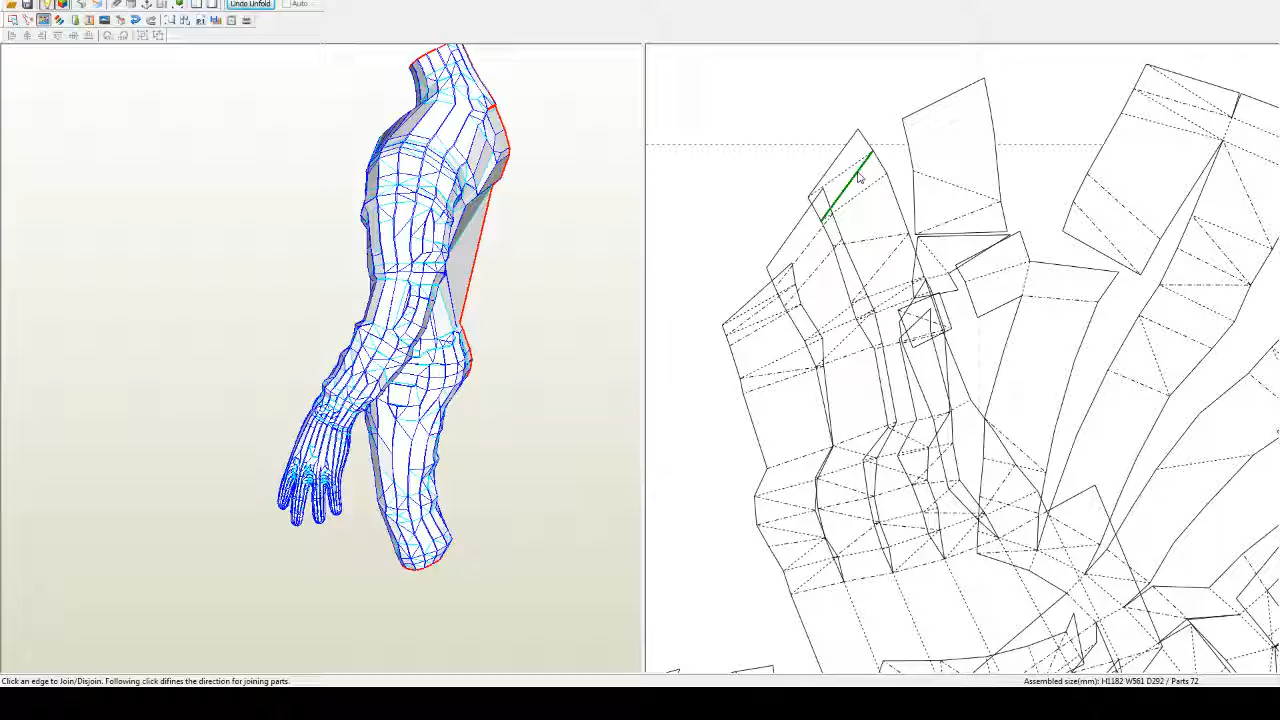 Undo Unfold Auto
Click an edge to Join/Disjoin. Following click difines the direction for joining parts. Assembled size(mm): H1182 W561 D292 / Parts 72